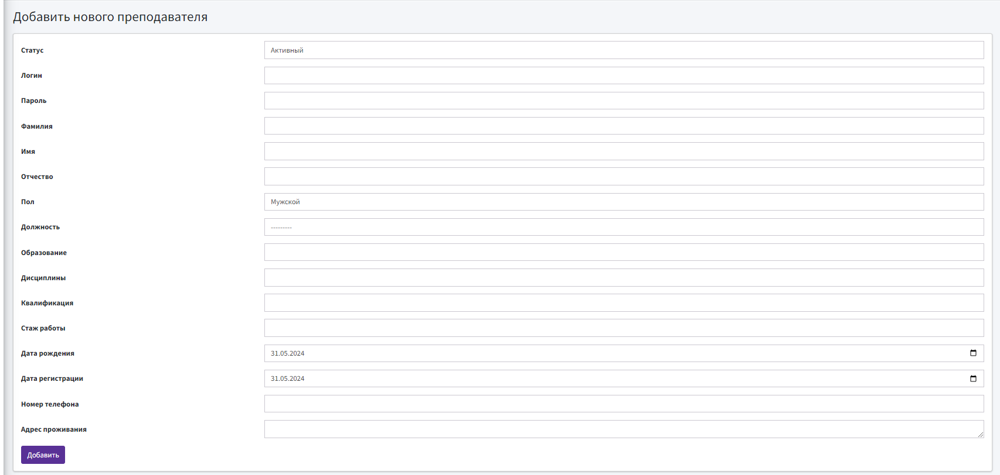 Добавить нового преподавателя
Статус Активный
Логин
Пароль
Фамилия
Имя
Отчество
Пол Мужской
Должность ---------
Образование
Дисциплины
Квалификация
Стаж работы
Дата рождения 31.05.2024
Дата регистрации 31.05.2024
Номер телефона
Адрес проживания
Добавить